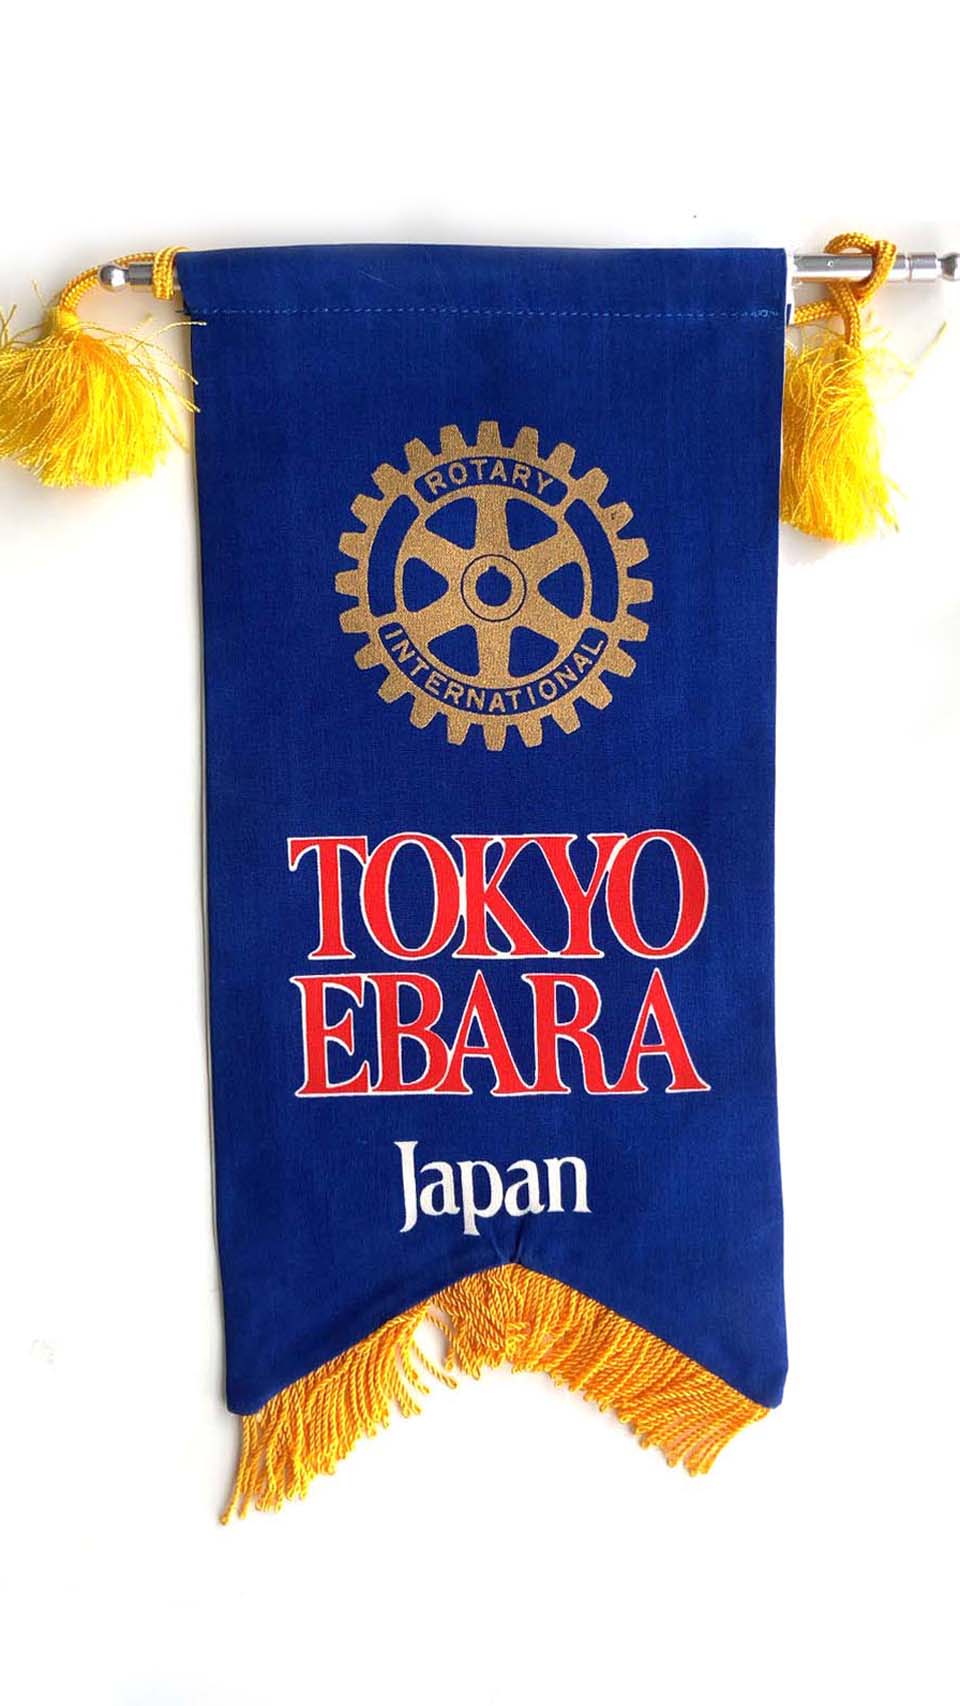 ROTARY
INTERNATIONAL
TOKYO
EBARA
Japan